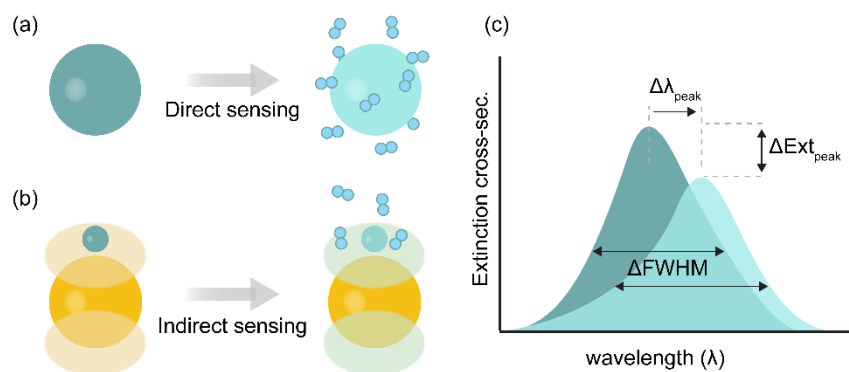 (a)
Direct sensing
(b)
Indirect sensing
(c)
Δλpeak
ΔExtpeak
ΔFWHM
Extinction cross-sec.
wavelength (λ)